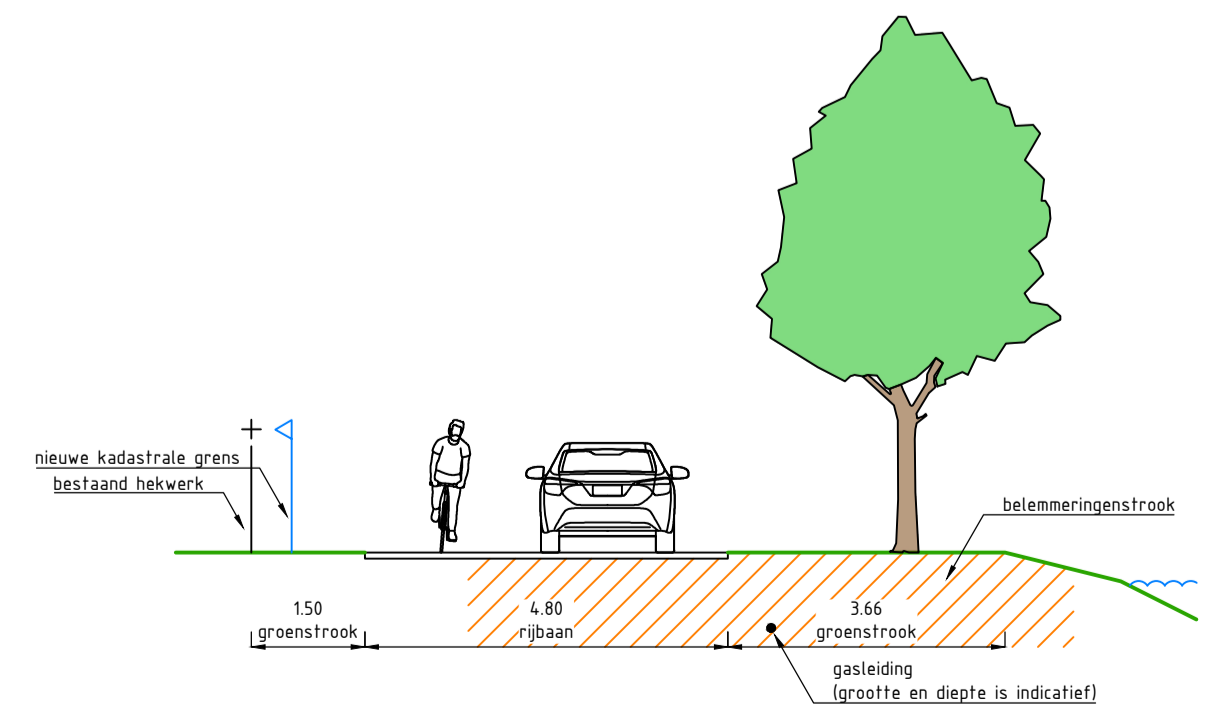 nieuwe kadastrale grens
bestaand hekwerk
belemmeringenstrook
1.50
groenstrook
4.80
rijbaan
3.66
groenstrook
gasleiding
(grootte en diepte is indicatief)